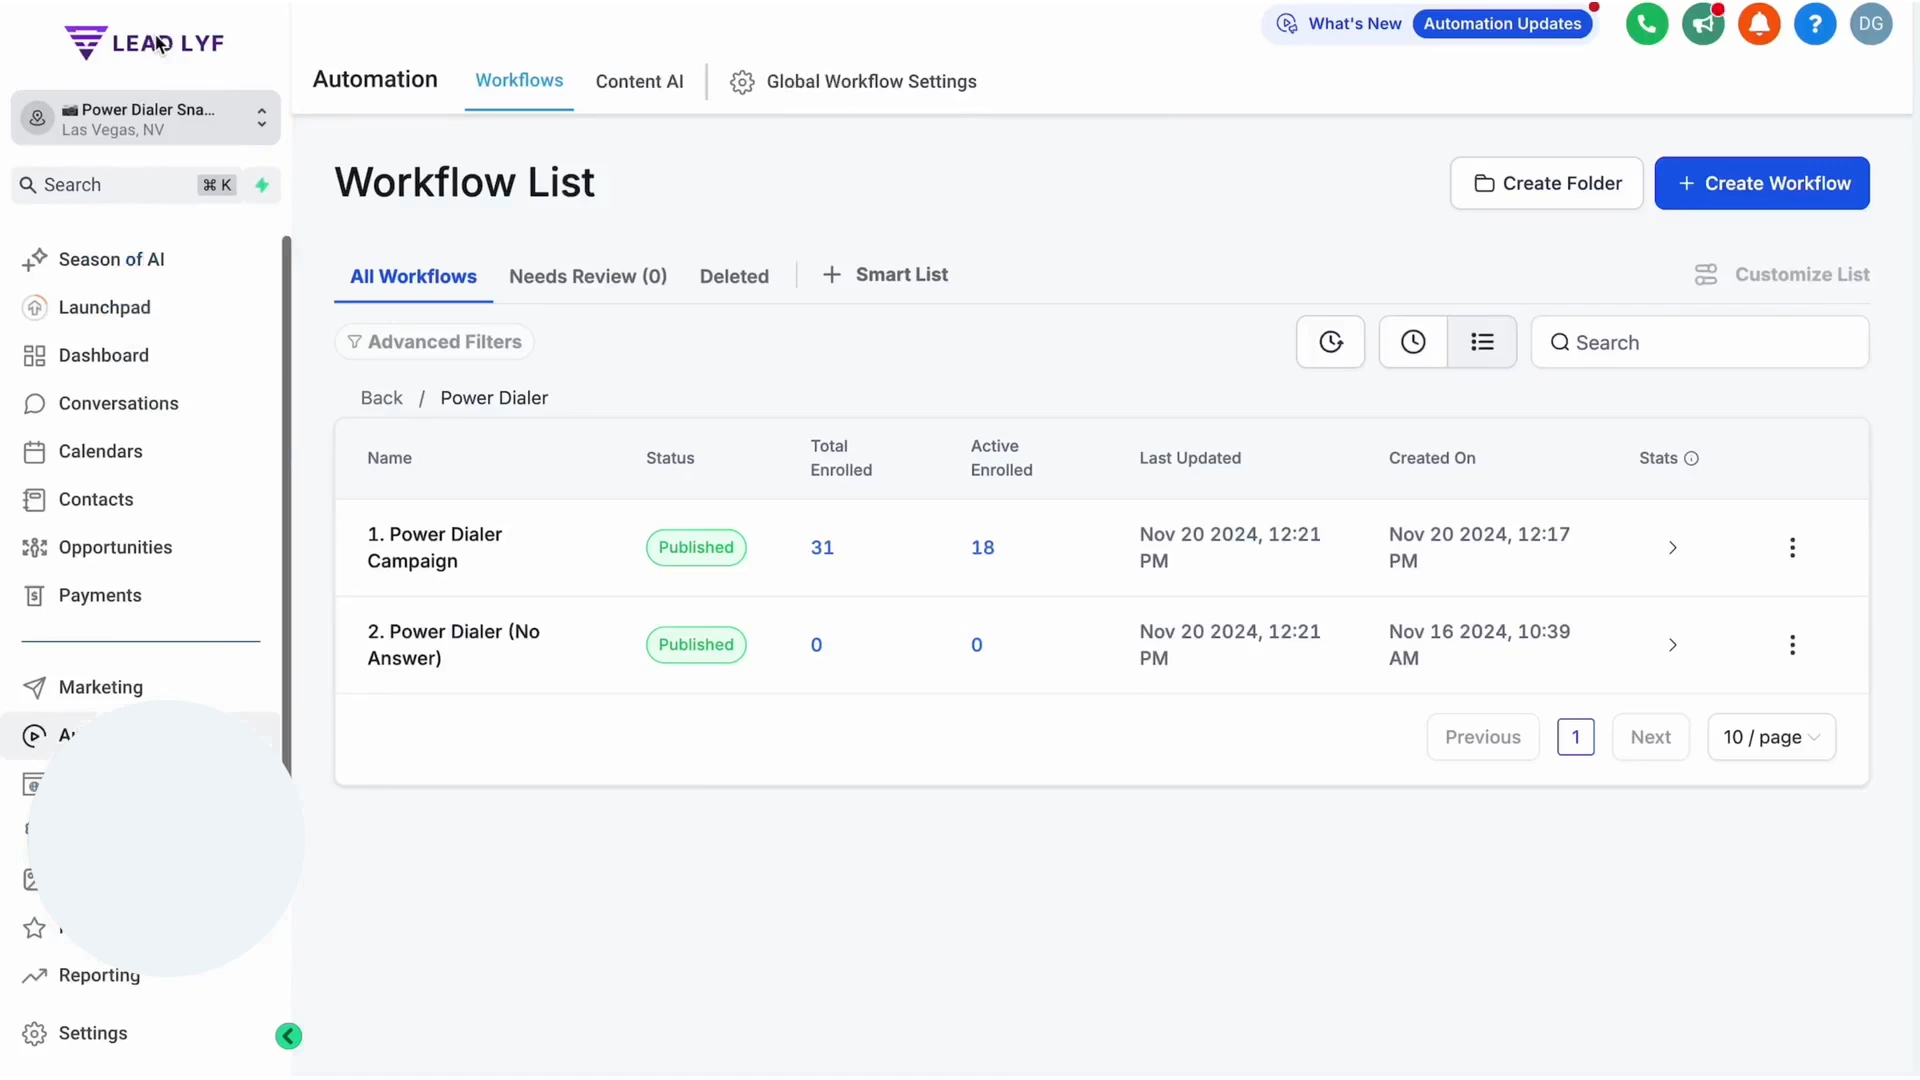 LEAD LYF
What's New
Automation Updates
DG
Automation
Workflows
Content AI
Global Workflow Settings
Power Dialer Sna...
Las Vegas, NV
Search
⌘ K
Workflow List
Create Folder
+ Create Workflow
Season of AI
Launchpad
Dashboard
Conversations
Calendars
Contacts
Opportunities
Payments
Marketing
Reporting
Settings
All Workflows
Needs Review (0)
Deleted
+ Smart List
Customize List
Advanced Filters
Search
Back / Power Dialer
Name
Status
Total
Enrolled
Active
Enrolled
Last Updated
Created On
Stats
1. Power Dialer
Campaign
Published
31
18
Nov 20 2024, 12:21
PM
Nov 20 2024, 12:17
PM
2. Power Dialer (No
Answer)
Published
0
0
Nov 20 2024, 12:21
PM
Nov 16 2024, 10:39
AM
Previous
1
Next
10 / page